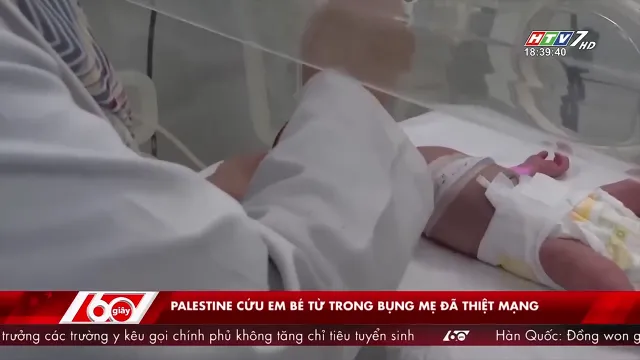 HTV7 HD
18:39:40
60 giây
PALESTINE CỨU EM BÉ TỪ TRONG BỤNG MẸ ĐÃ THIỆT MẠNG
trưởng các trường y kêu gọi chính phủ không tăng chỉ tiêu tuyển sinh 60 Hàn Quốc: Đồng won g